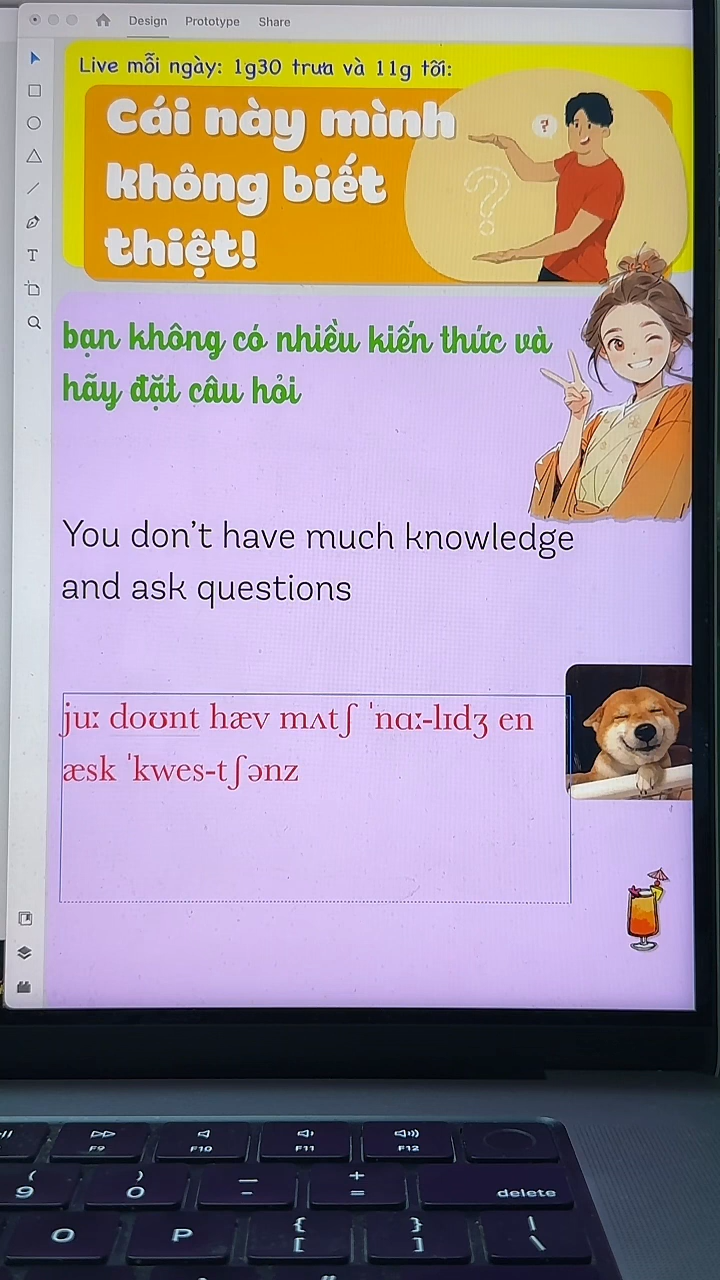 Design Prototype Share
Live mỗi ngày: 1g30 trưa và 11g tối:
Cái này mình
không biết
thiệt!
?
?
bạn không có nhiều kiến thức và
hãy đặt câu hỏi
You don't have much knowledge
and ask questions
juː doʊnt hæv mʌtʃ ˈnɑː-lɪdʒ en
æsk ˈkwes-tʃənz
T
F9 F10 F11 F12
( ) — +
9 0 - = delete
O P { [ } ] | \
"